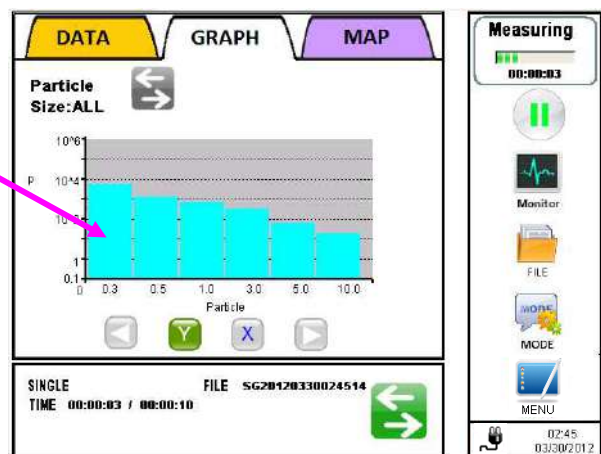 DATA GRAPH MAP
Particle
Size:ALL
10^6
P 10^4
1
0.1
0 0.3 0.5 1.0 3.0 5.0 10.0
Particle
Y X
SINGLE FILE SG20120330024514
TIME 00:00:03 / 00:00:10
Measuring
00:00:03
Monitor
FILE
MODE
MODE
MENU
02:45
03/30/2012